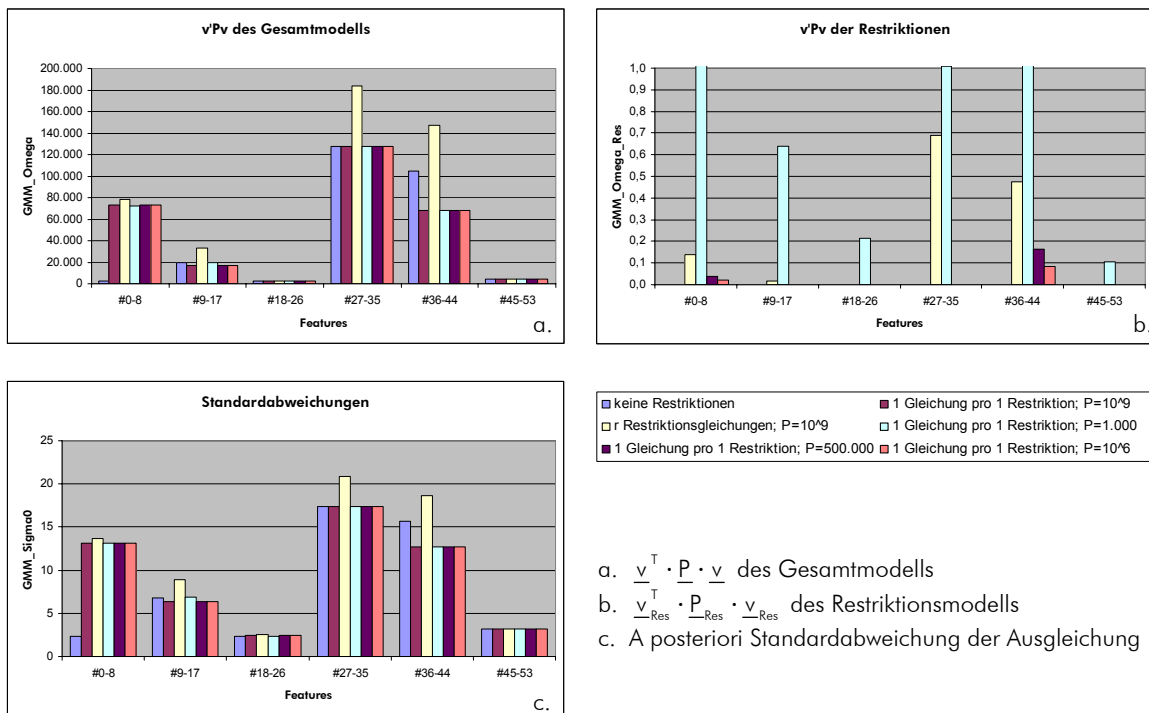 v'Pv des Gesamtmodells
GMM_Omega
200.000
180.000
160.000
140.000
120.000
100.000
80.000
60.000
40.000
20.000
0
#0-8 #9-17 #18-26 #27-35 #36-44 #45-53
Features
a.
v'Pv der Restriktionen
GMM_Omega_Res
1,0
0,9
0,8
0,7
0,6
0,5
0,4
0,3
0,2
0,1
0,0
#0-8 #9-17 #18-26 #27-35 #36-44 #45-53
Features
b.
Standardabweichungen
GMM_Sigma0
25
20
15
10
5
0
#0-8 #9-17 #18-26 #27-35 #36-44 #45-53
Features
c.
keine Restriktionen
1 Gleichung pro 1 Restriktion; P=10^9
r Restriktionsgleichungen; P=10^9
1 Gleichung pro 1 Restriktion; P=1.000
1 Gleichung pro 1 Restriktion; P=500.000
1 Gleichung pro 1 Restriktion; P=10^6
a. v^T · P · v des Gesamtmodells
b. v_Res^T · P_Res · v_Res des Restriktionsmodells
c. A posteriori Standardabweichung der Ausgleichung